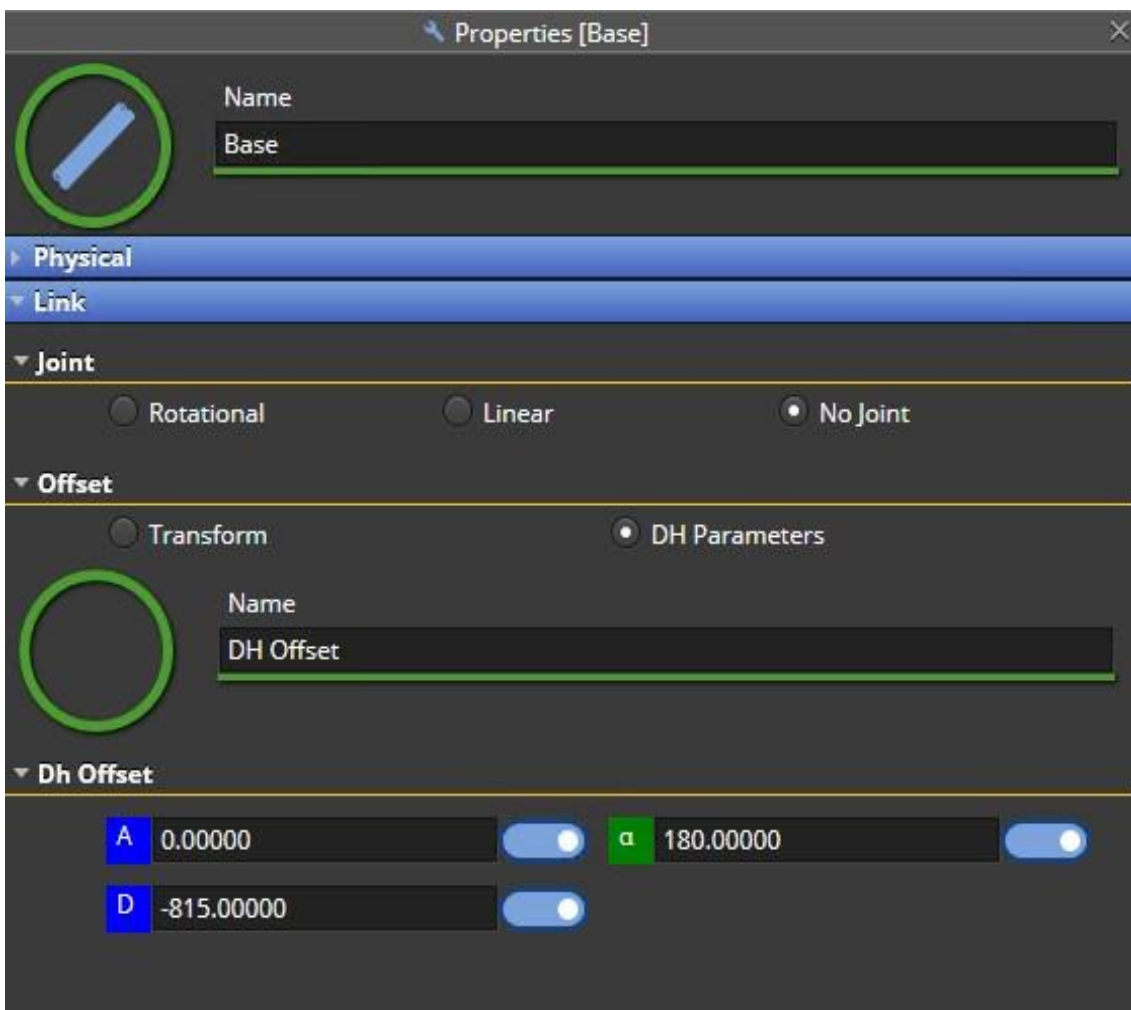 Properties [Base]
Name
Base
Physical
Link
Joint
Rotational Linear No Joint
Offset
Transform DH Parameters
Name
DH Offset
Dh Offset
A 0.00000 α 180.00000
D -815.00000